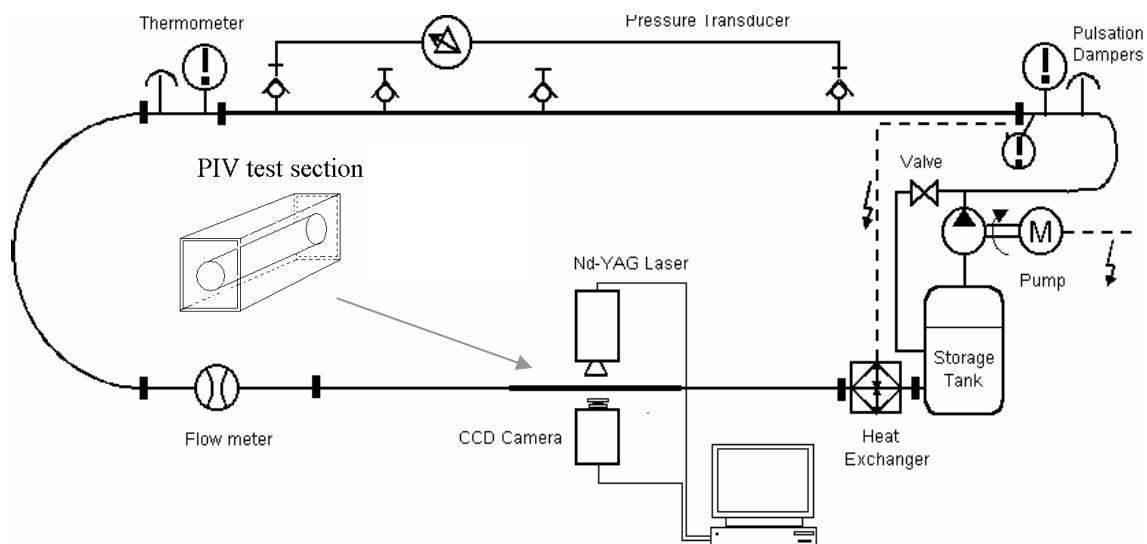 Pressure Transducer
Thermometer
Pulsation
Dampers
PIV test section
Valve
M
Nd-YAG Laser
Pump
Storage
Tank
Flow meter
CCD Camera
Heat
Exchanger